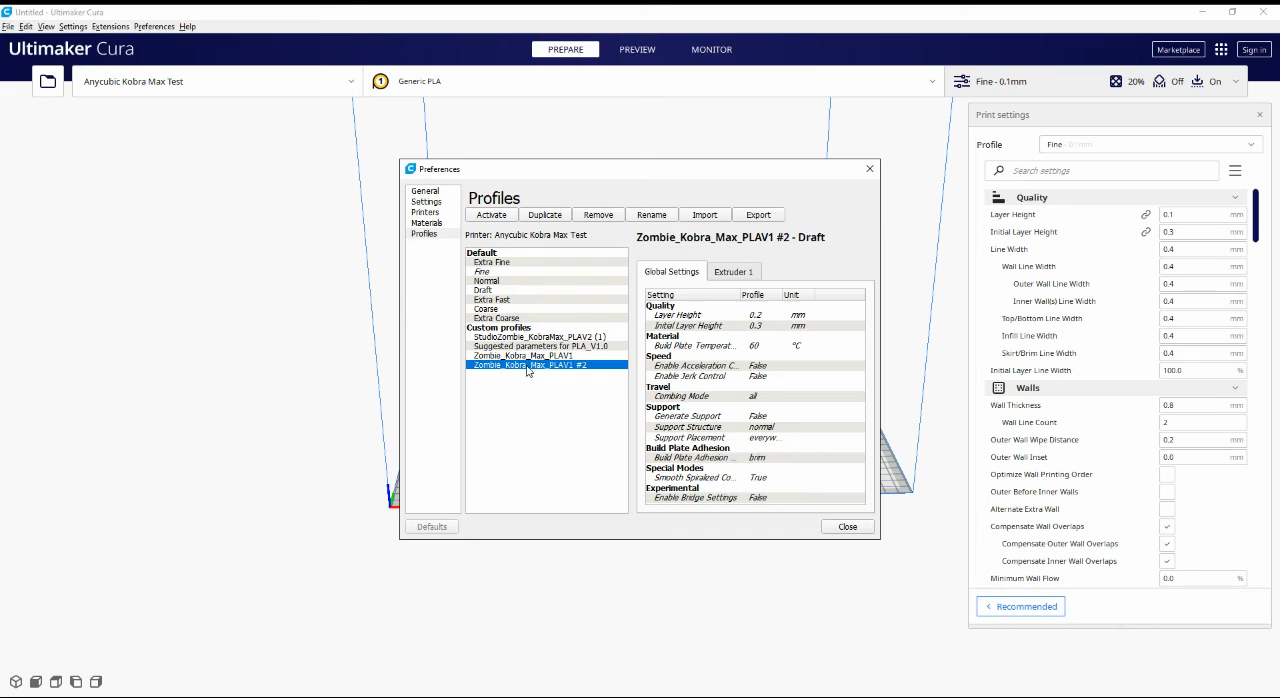 Untitled - Ultimaker Cura
File Edit View Settings Extensions Preferences Help
Ultimaker Cura
PREPARE PREVIEW MONITOR
Marketplace Sign in
Anycubic Kobra Max Test
1 Generic PLA
Fine - 0.1mm 20% Off On
Preferences
General
Settings
Printers
Materials
Profiles
Profiles
Activate Duplicate Remove Rename Import Export
Printer: Anycubic Kobra Max Test
Default
Extra Fine
Fine
Normal
Draft
Extra Fast
Coarse
Extra Coarse
Custom profiles
StudioZombie_KobraMax_PLAV2 (1)
Suggested parameters for PLA_V1.0
Zombie_Kobra_Max_PLAV1
Zombie_Kobra_Max_PLAV1 #2
Zombie_Kobra_Max_PLAV1 #2 - Draft
Global Settings Extruder 1
Setting Profile Unit
Quality
Layer Height 0.2 mm
Initial Layer Height 0.3 mm
Material
Build Plate Temperat... 60 °C
Speed
Enable Acceleration C... False
Enable Jerk Control False
Travel
Combing Mode all
Support
Generate Support False
Support Structure normal
Support Placement everyw...
Build Plate Adhesion
Build Plate Adhesion ... brim
Special Modes
Smooth Spiralized Co... True
Experimental
Enable Bridge Settings False
Defaults Close
Print settings
Profile Fine - 0.1mm
Search settings
Quality
Layer Height 0.1 mm
Initial Layer Height 0.3 mm
Line Width 0.4 mm
Wall Line Width 0.4 mm
Outer Wall Line Width 0.4 mm
Inner Wall(s) Line Width 0.4 mm
Top/Bottom Line Width 0.4 mm
Infill Line Width 0.4 mm
Skirt/Brim Line Width 0.4 mm
Initial Layer Line Width 100.0 %
Walls
Wall Thickness 0.8 mm
Wall Line Count 2
Outer Wall Wipe Distance 0.2 mm
Outer Wall Inset 0.0 mm
Optimize Wall Printing Order
Outer Before Inner Walls
Alternate Extra Wall
Compensate Wall Overlaps
Compensate Outer Wall Overlaps
Compensate Inner Wall Overlaps
Minimum Wall Flow 0.0 %
Recommended